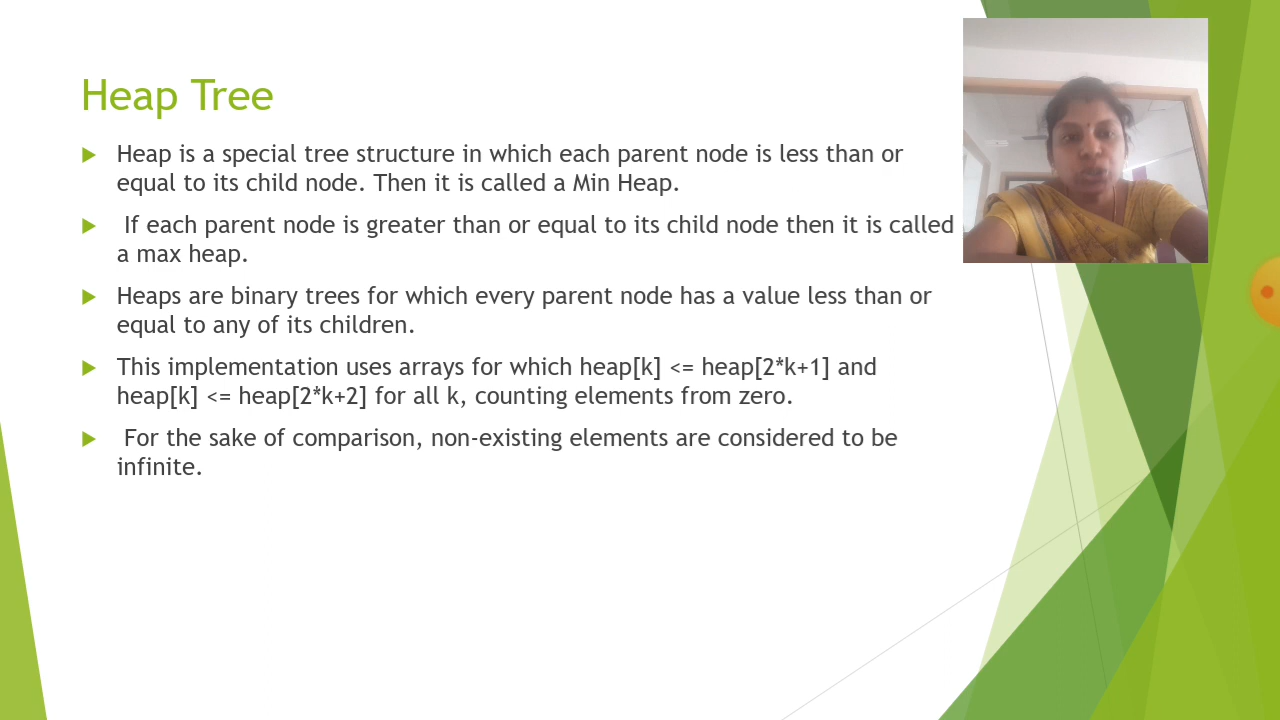 Heap Tree
Heap is a special tree structure in which each parent node is less than or
equal to its child node. Then it is called a Min Heap.
If each parent node is greater than or equal to its child node then it is called
a max heap.
Heaps are binary trees for which every parent node has a value less than or
equal to any of its children.
This implementation uses arrays for which heap[k] <= heap[2*k+1] and
heap[k] <= heap[2*k+2] for all k, counting elements from zero.
For the sake of comparison, non-existing elements are considered to be
infinite.